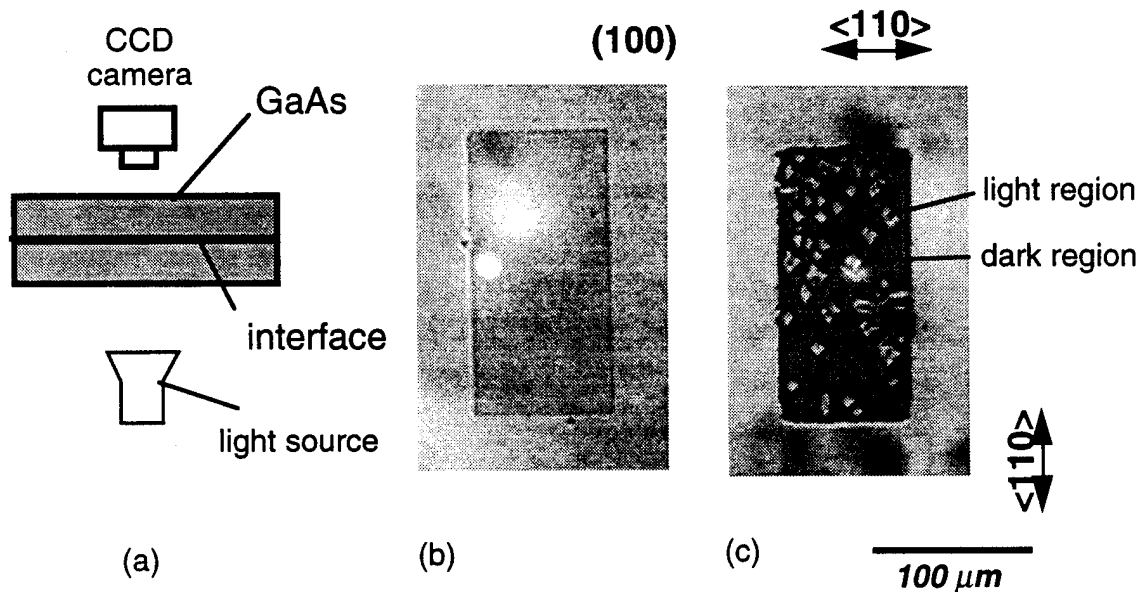 CCD
camera
GaAs
interface
light source
(a)
(100)
(b)
<110>
light region
dark region
<110>
(c)
100 μm